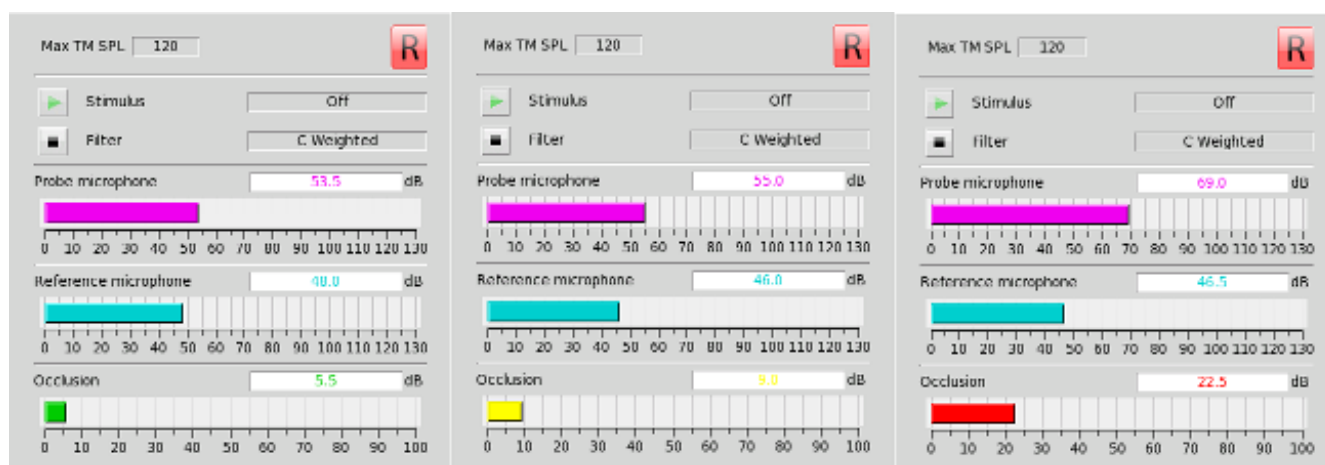 Max TM SPL 120 R
Stimulus Off
Filter C Weighted
Probe microphone 53.5 dB
0 10 20 30 40 50 60 70 80 90 100 110 120 130
Reference microphone 48.0 dB
0 10 20 30 40 50 60 70 80 90 100 110 120 130
Occlusion 5.5 dB
0 10 20 30 40 50 60 70 80 90 100
Max TM SPL 120 R
Stimulus Off
Filter C Weighted
Probe microphone 55.0 dB
0 10 20 30 40 50 60 70 80 90 100 110 120 130
Reference microphone 46.0 dB
0 10 20 30 40 50 60 70 80 90 100 110 120 130
Occlusion 9.0 dB
0 10 20 30 40 50 60 70 80 90 100
Max TM SPL 120 R
Stimulus Off
Filter C Weighted
Probe microphone 69.0 dB
0 10 20 30 40 50 60 70 80 90 100 110 120 130
Reference microphone 46.5 dB
0 10 20 30 40 50 60 70 80 90 100 110 120 130
Occlusion 22.5 dB
0 10 20 30 40 50 60 70 80 90 100